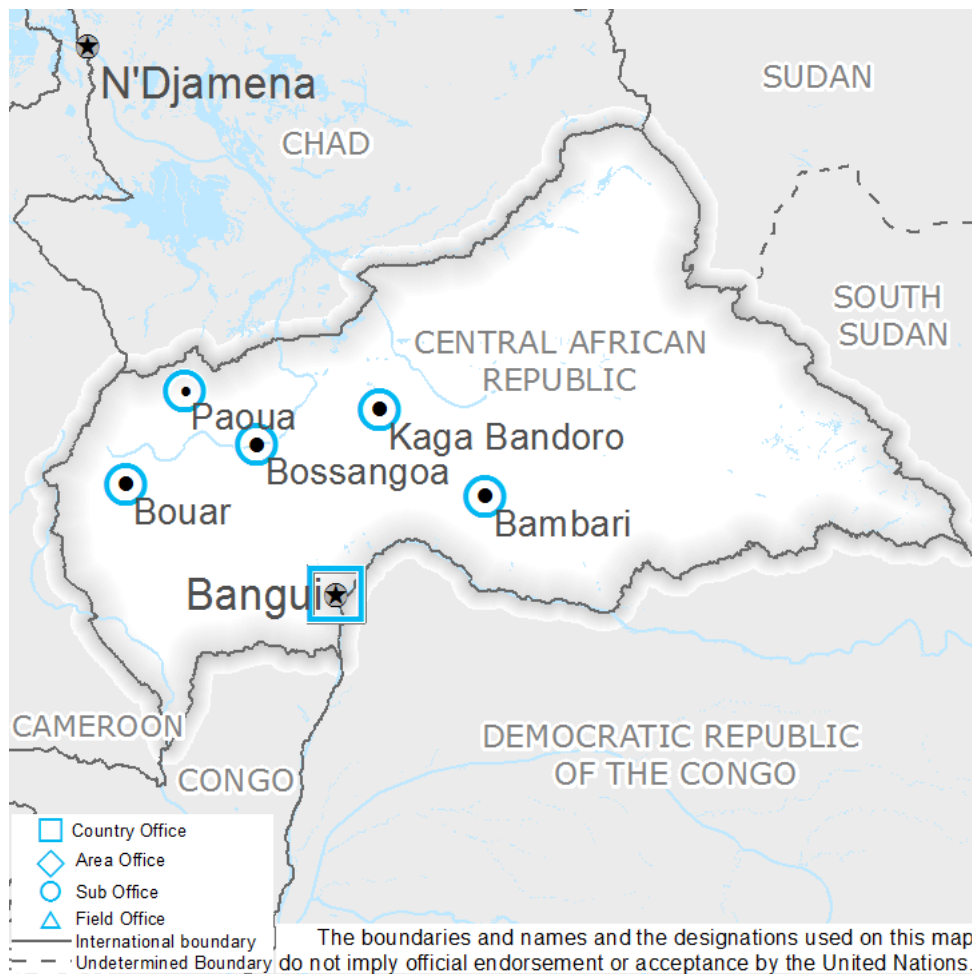 N'Djamena
SUDAN
CHAD
SOUTH
SUDAN
CENTRAL AFRICAN
REPUBLIC
Paoua
Kaga Bandoro
Bossangoa
Bouar
Bambari
Bangui
CAMEROON
DEMOCRATIC REPUBLIC
OF THE CONGO
CONGO
Country Office
Area Office
Sub Office
Field Office
International boundary
Undetermined Boundary
The boundaries and names and the designations used on this map
do not imply official endorsement or acceptance by the United Nations.